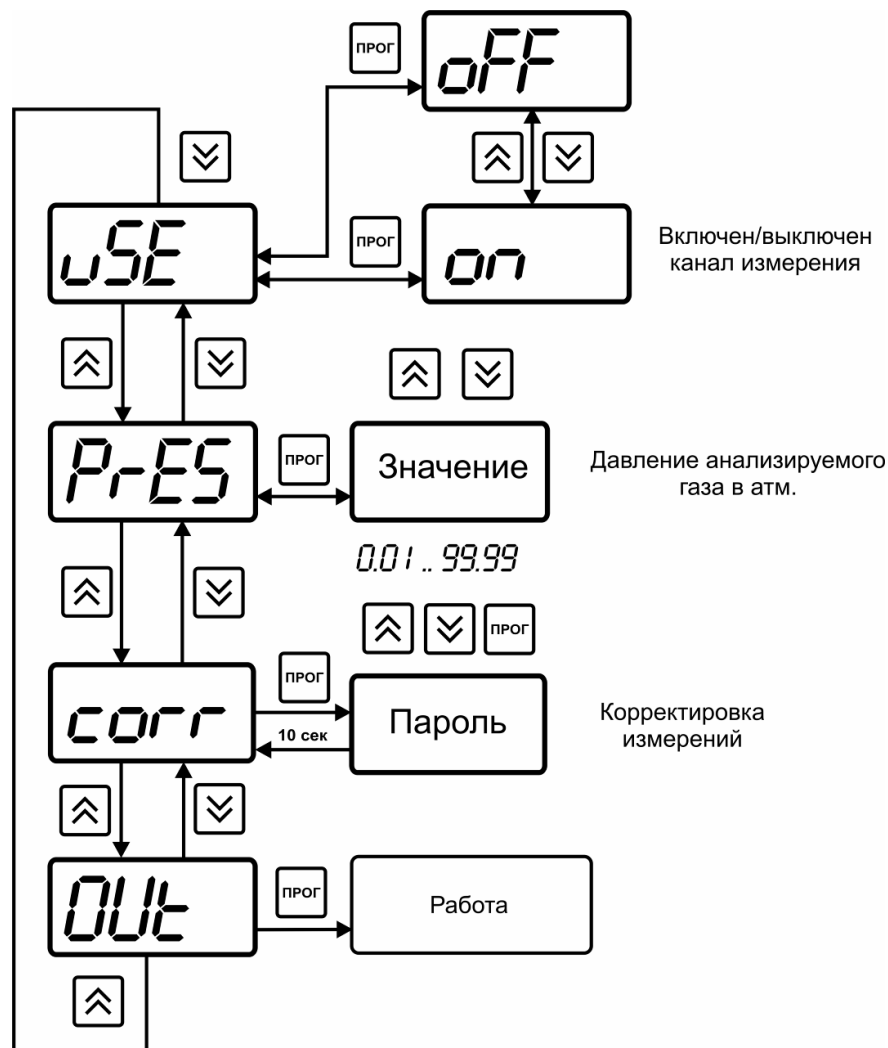 ПРОГ
oFF
uSE
ПРОГ
on
Включен/выключен
канал измерения
PrES
ПРОГ
Значение
Давление анализируемого
газа в атм.
0.01 .. 99.99
ПРОГ
corr
ПРОГ
10 сек
Пароль
Корректировка
измерений
OUt
ПРОГ
Работа